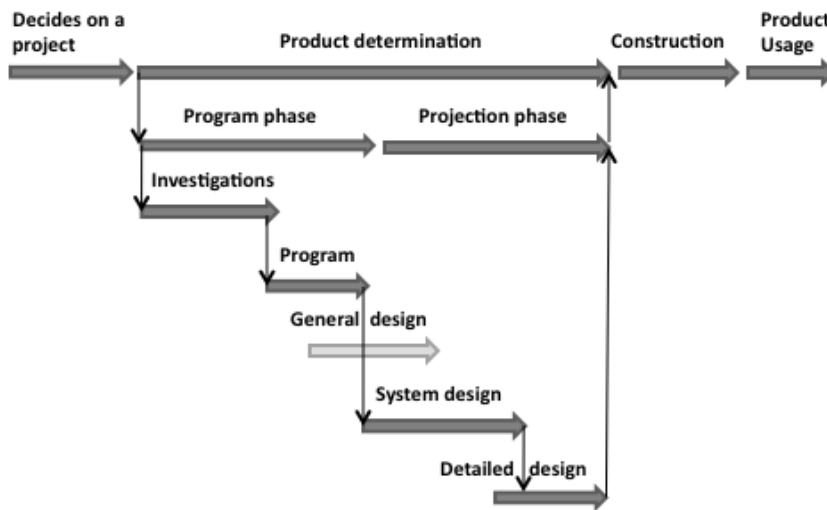 Decides on a
project
Product determination
Construction
Product
Usage
Program phase
Projection phase
Investigations
Program
General design
System design
Detailed design